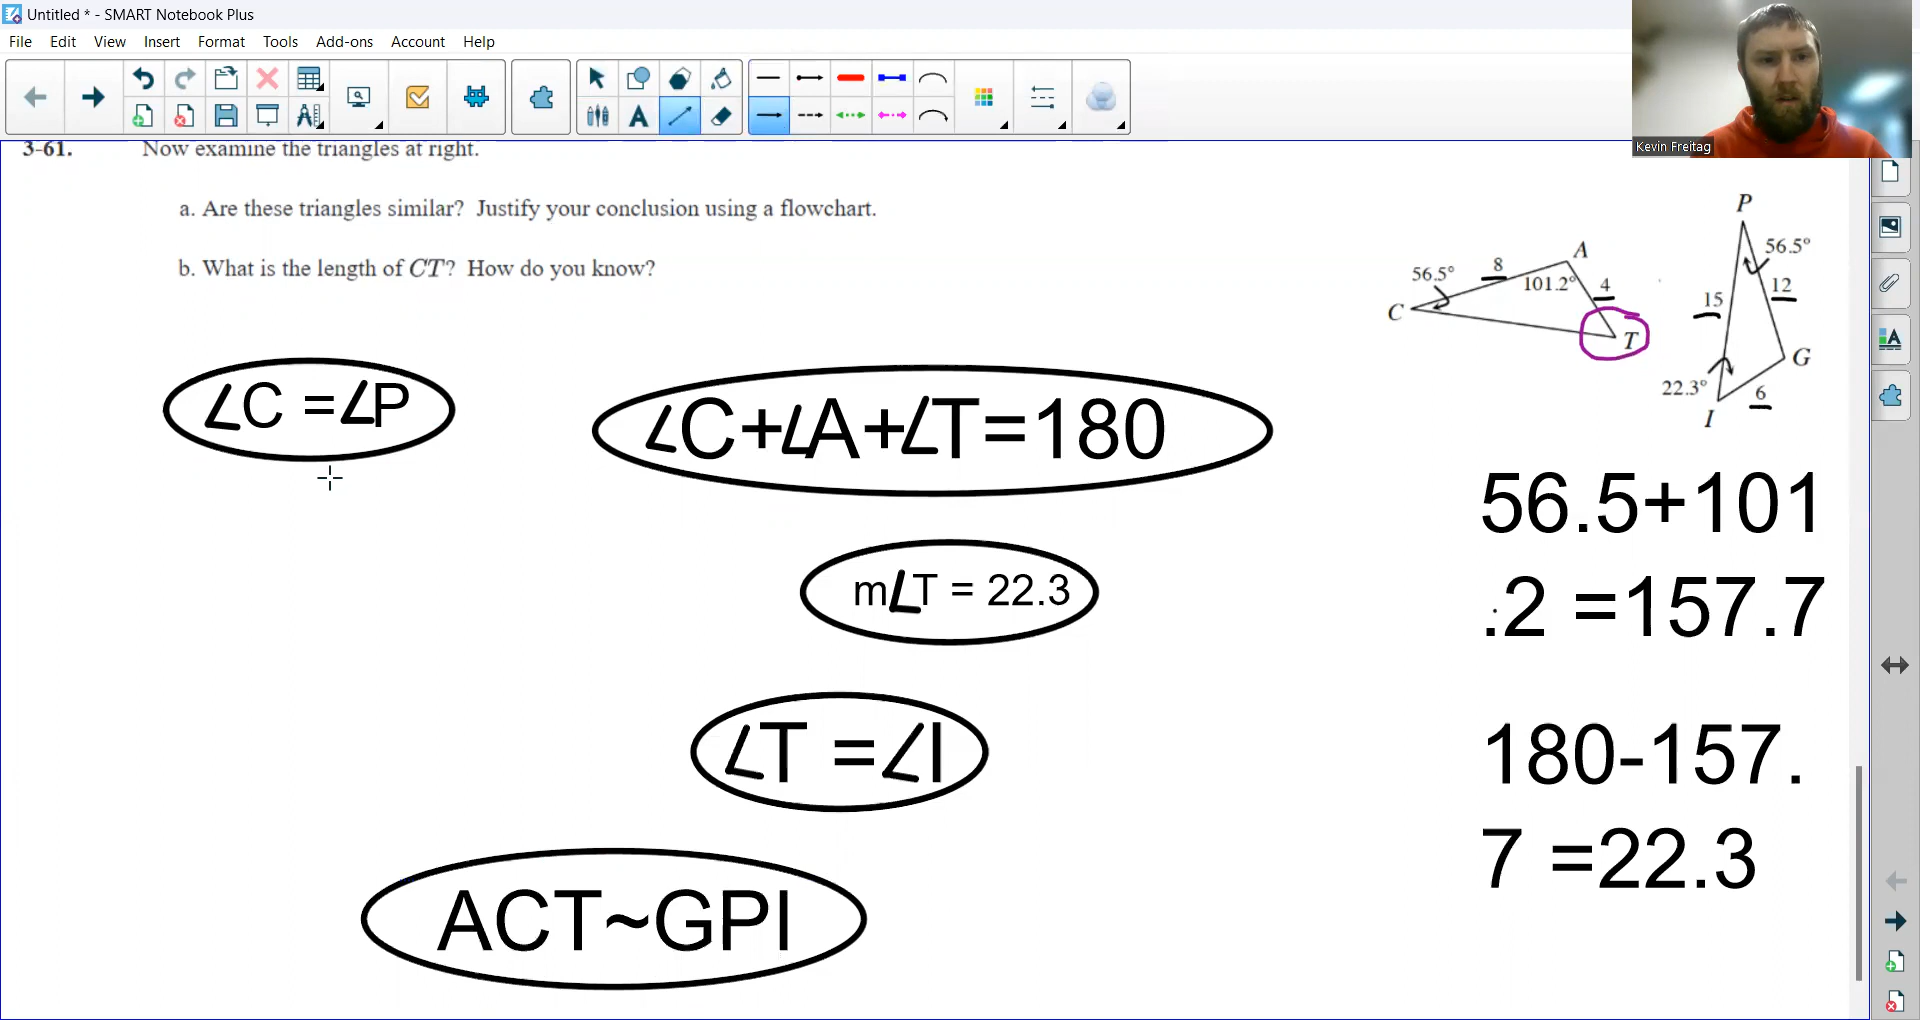 Untitled * - SMART Notebook Plus
File Edit View Insert Format Tools Add-ons Account Help
Kevin Freitag
3-61. Now examine the triangles at right.
a. Are these triangles similar? Justify your conclusion using a flowchart.
b. What is the length of CT? How do you know?
P
56.5°
A
8
56.5°
101.2°
4
15
12
C
T
G
22.3°
6
I
∠C =∠P
∠C+∠A+∠T=180
56.5+101
.2 =157.7
m∠T = 22.3
∠T =∠I
180-157.
7 =22.3
ACT~GPI